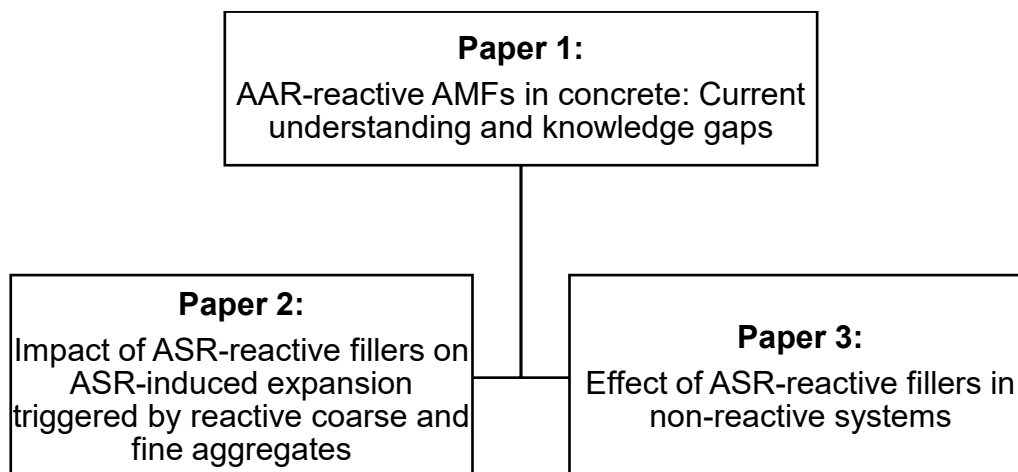 Paper 1:
AAR-reactive AMFs in concrete: Current
understanding and knowledge gaps
Paper 2:
Impact of ASR-reactive fillers on
ASR-induced expansion
triggered by reactive coarse and
fine aggregates
Paper 3:
Effect of ASR-reactive fillers in
non-reactive systems